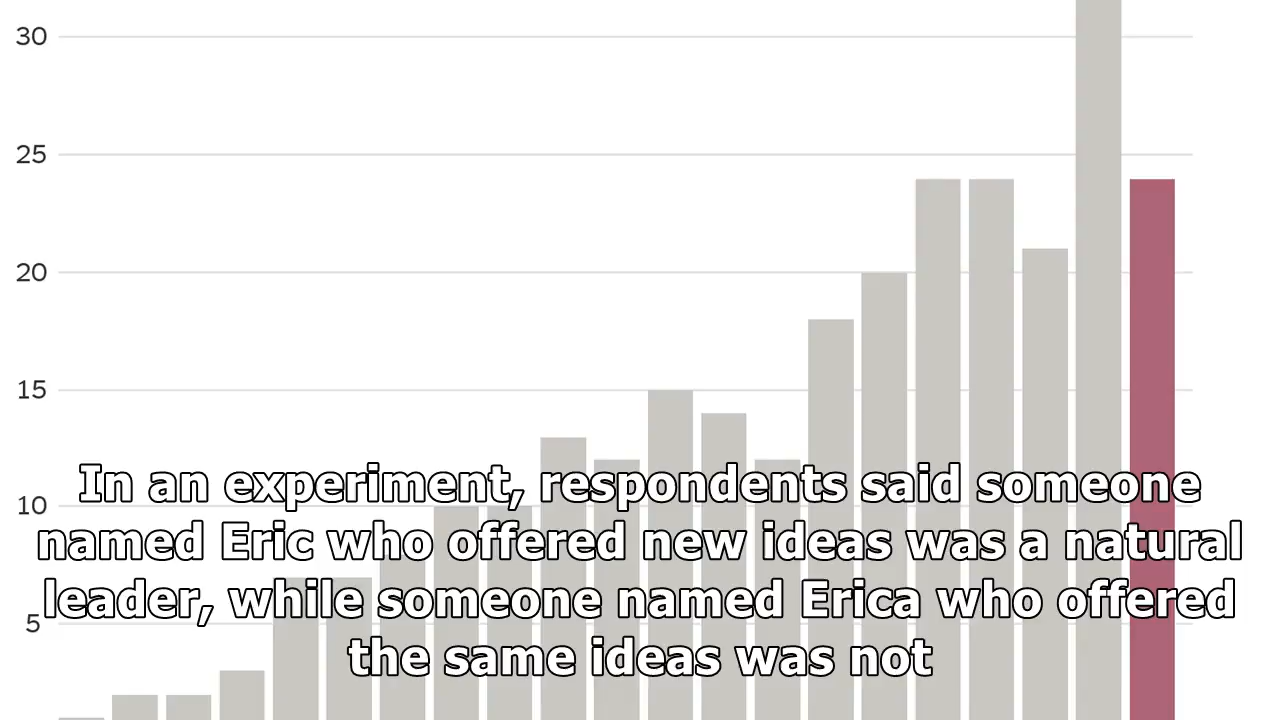 30
25
20
15
10
5
In an experiment, respondents said someone
named Eric who offered new ideas was a natural
leader, while someone named Erica who offered
the same ideas was not